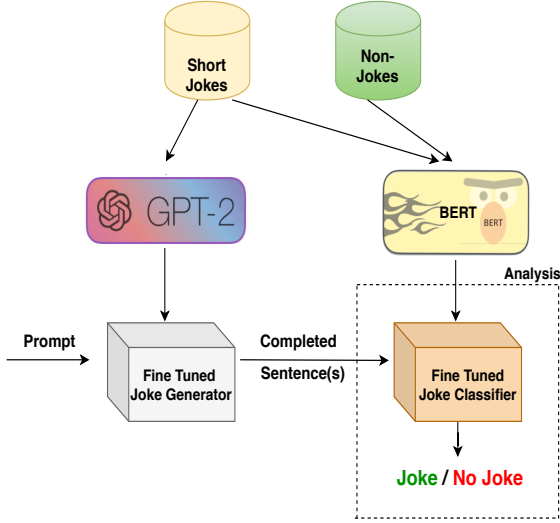 Short
Jokes
Non-
Jokes
GPT-2
BERT
BERT
Analysis
Prompt
Fine Tuned
Joke Generator
Completed
Sentence(s)
Fine Tuned
Joke Classifier
Joke / No Joke